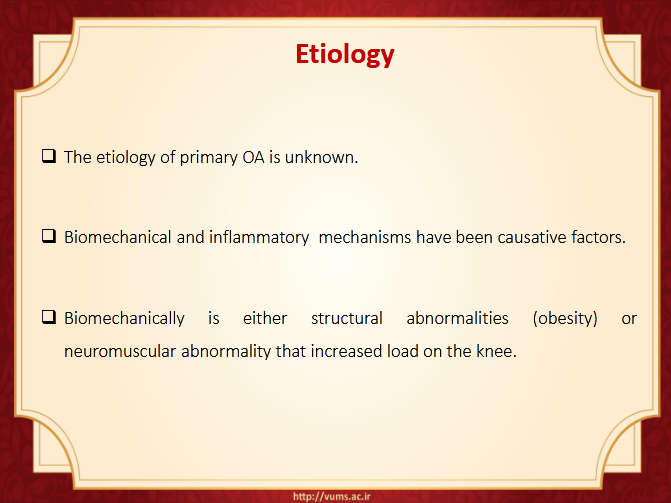 Etiology
The etiology of primary OA is unknown.
Biomechanical and inflammatory mechanisms have been causative factors.
Biomechanically is either structural abnormalities (obesity) or
neuromuscular abnormality that increased load on the knee.
http://vums.ac.ir